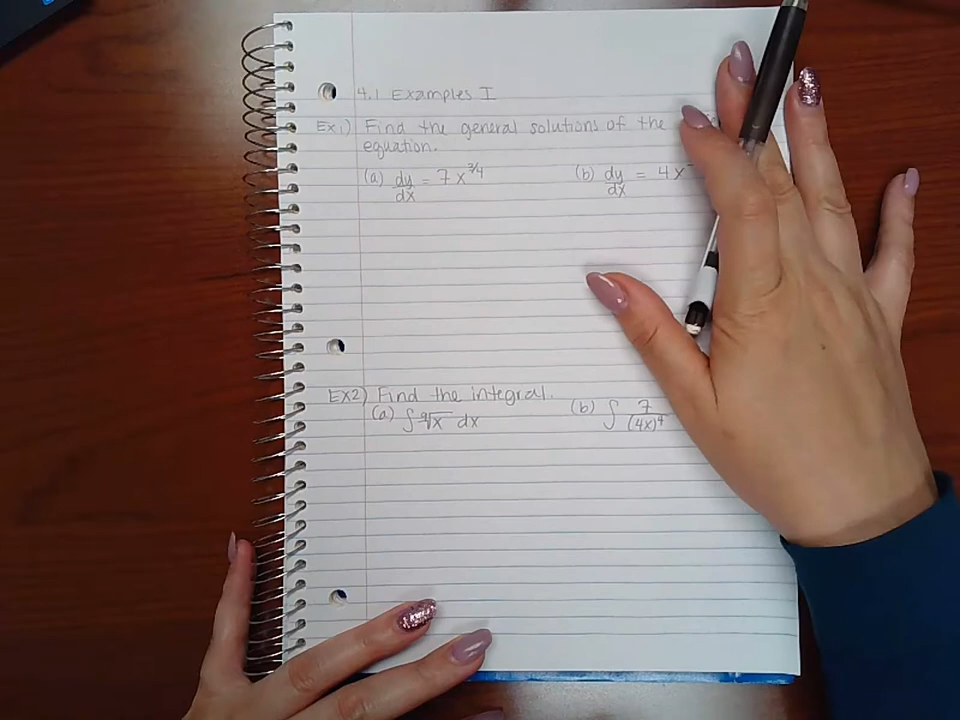 4.1 Examples I
Ex1) Find the general solutions of the
equation.
(a) dy/dx = 7x^3/4 (b) dy/dx = 4x^-
Ex2) Find the integral.
(a) ∫ ⁹√x dx (b) ∫ 7/(4x)^4